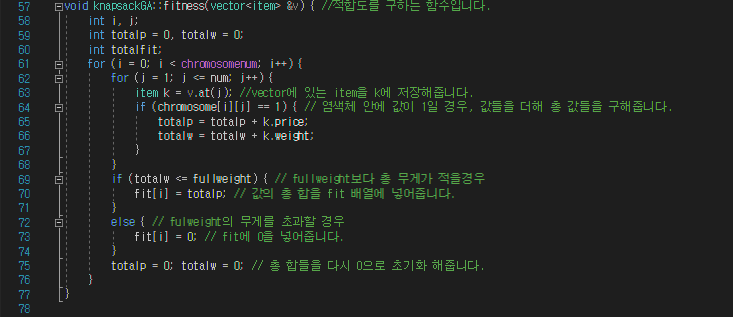 57 void knapsackGA::fitness(vector<item> &v) { //적합도를 구하는 함수입니다.
58 int i, j;
59 int totalp = 0, totalw = 0;
60 int totalfit;
61 for (i = 0; i < chromosomenum; i++){
62 for (j = 1; j <= num; j++){
63 item k = v.at(j); //vector에 있는 item을 k에 저장해줍니다.
64 if (chromosome[i][j] == 1) { // 염색체 안에 값이 1일 경우, 값들을 더해 총 값들을 구해줍니다.
65 totalp = totalp + k.price;
66 totalw = totalw + k.weight;
67 }
68 }
69 if (totalw <= fullweight) { // fullweight보다 총 무게가 적을경우
70 fit[i] = totalp; // 값의 총 합을 fit 배열에 넣어줍니다.
71 }
72 else { // fulweight의 무게를 초과할 경우
73 fit[i] = 0; // fit에 0을 넣어줍니다.
74 }
75 totalp = 0; totalw = 0; // 총 합들을 다시 0으로 초기화 해줍니다.
76 }
77 }
78